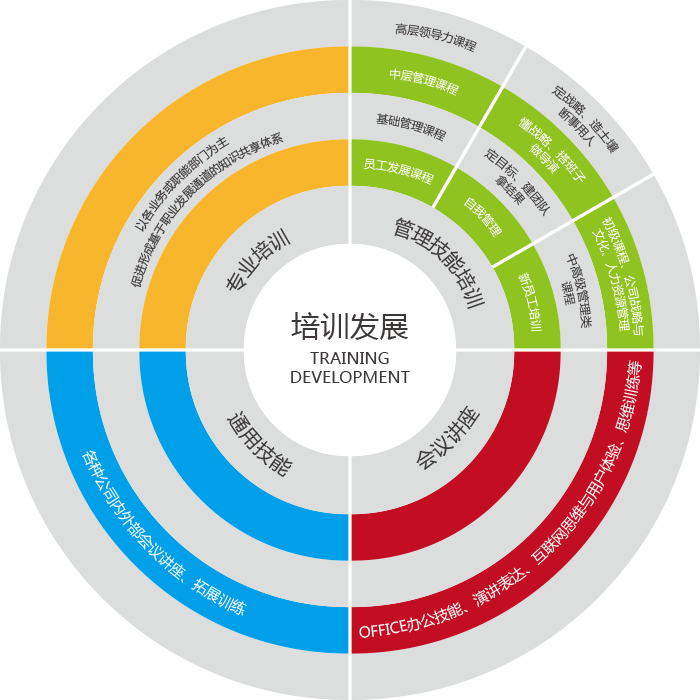 培训发展
TRAINING
DEVELOPMENT
管理技能培训
高层领导力课程
中层管理课程
基础管理课程
员工发展课程
定战略、造土壤
断事用人
懂战略、搭班子
做导演
定目标、建团队
拿结果
自我管理
初级课程、公司战略与
文化、人力资源管理
中高级管理类
课程
新员工培训
会议讲座
OFFICE办公技能、演讲表达、互联网思维与用户体验、思维训练等
通用技能
各种公司内外部会议讲座、拓展训练
专业培训
以各业务或职能部门为主
促进形成基于职业发展通道的知识共享体系